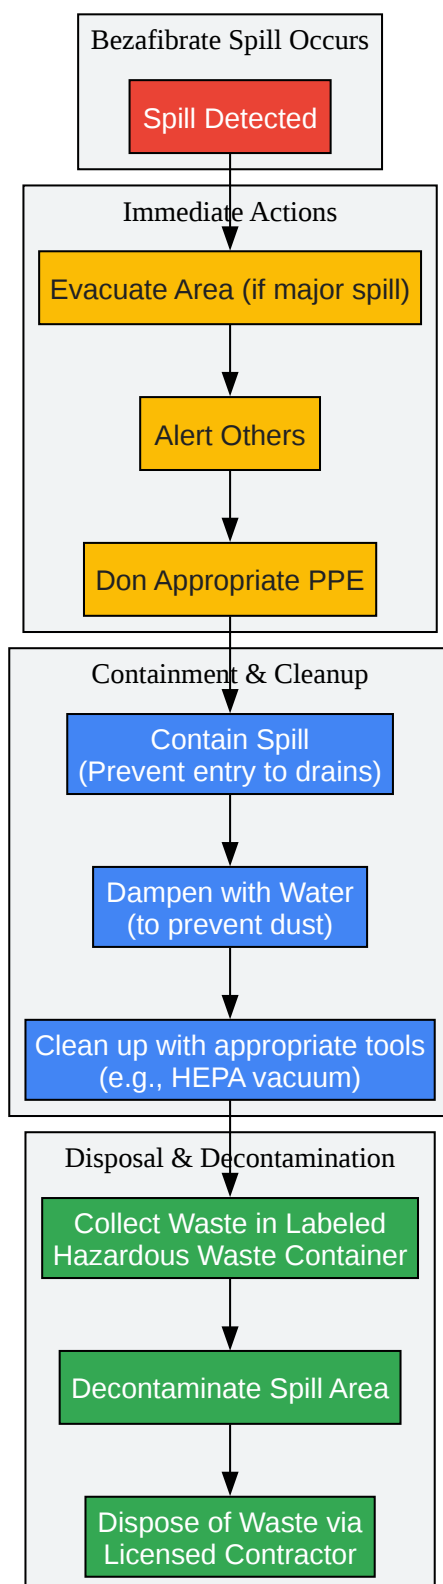 Bezafibrate Spill Occurs
Spill Detected
Immediate Actions
Evacuate Area (if major spill)
Alert Others
Don Appropriate PPE
Containment & Cleanup
Contain Spill
(Prevent entry to drains)
Dampen with Water
(to prevent dust)
Clean up with appropriate tools
(e.g., HEPA vacuum)
Disposal & Decontamination
Collect Waste in Labeled
Hazardous Waste Container
Decontaminate Spill Area
Dispose of Waste via
Licensed Contractor